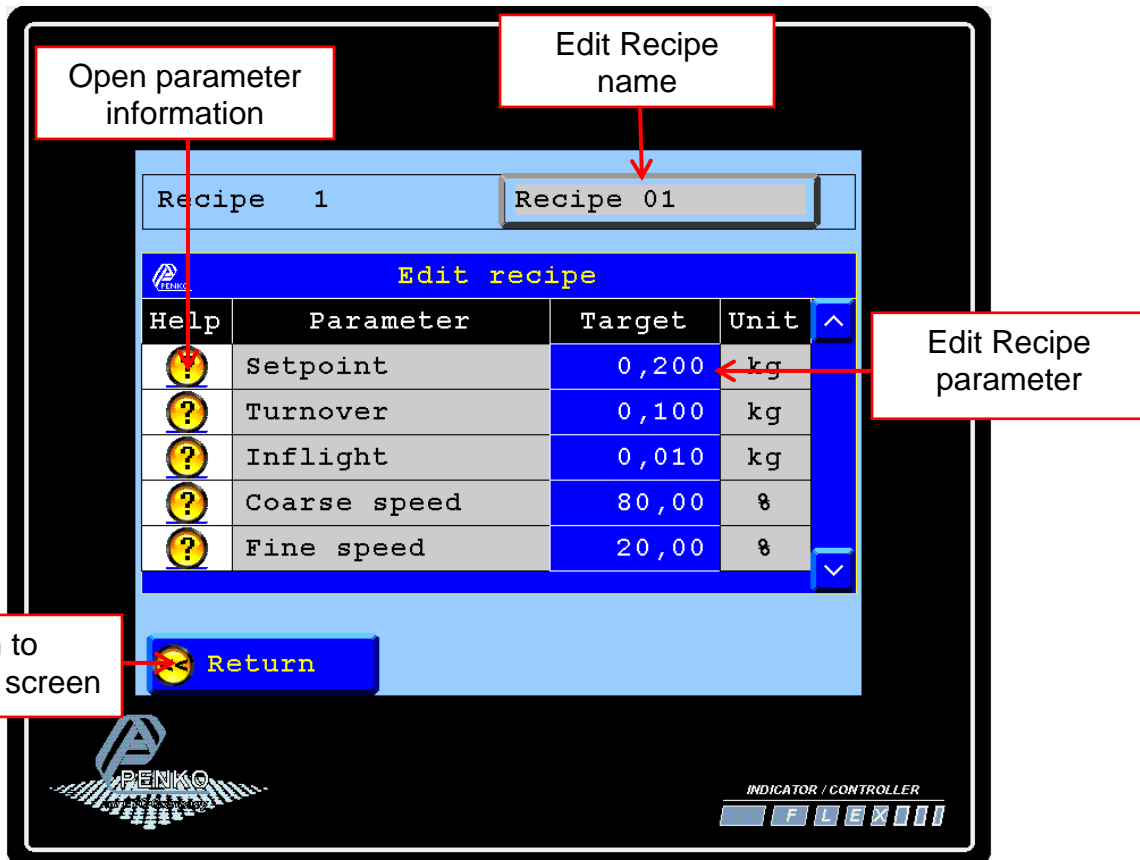 Edit Recipe
name
Open parameter
information
Recipe 1 Recipe 01
PENKO Edit recipe
Help Parameter Target Unit
? Setpoint 0,200 kg
? Turnover 0,100 kg
? Inflight 0,010 kg
? Coarse speed 80,00 %
? Fine speed 20,00 %
Edit Recipe
parameter
to
screen
<< Return
PENKO
INDICATOR / CONTROLLER
FLEX